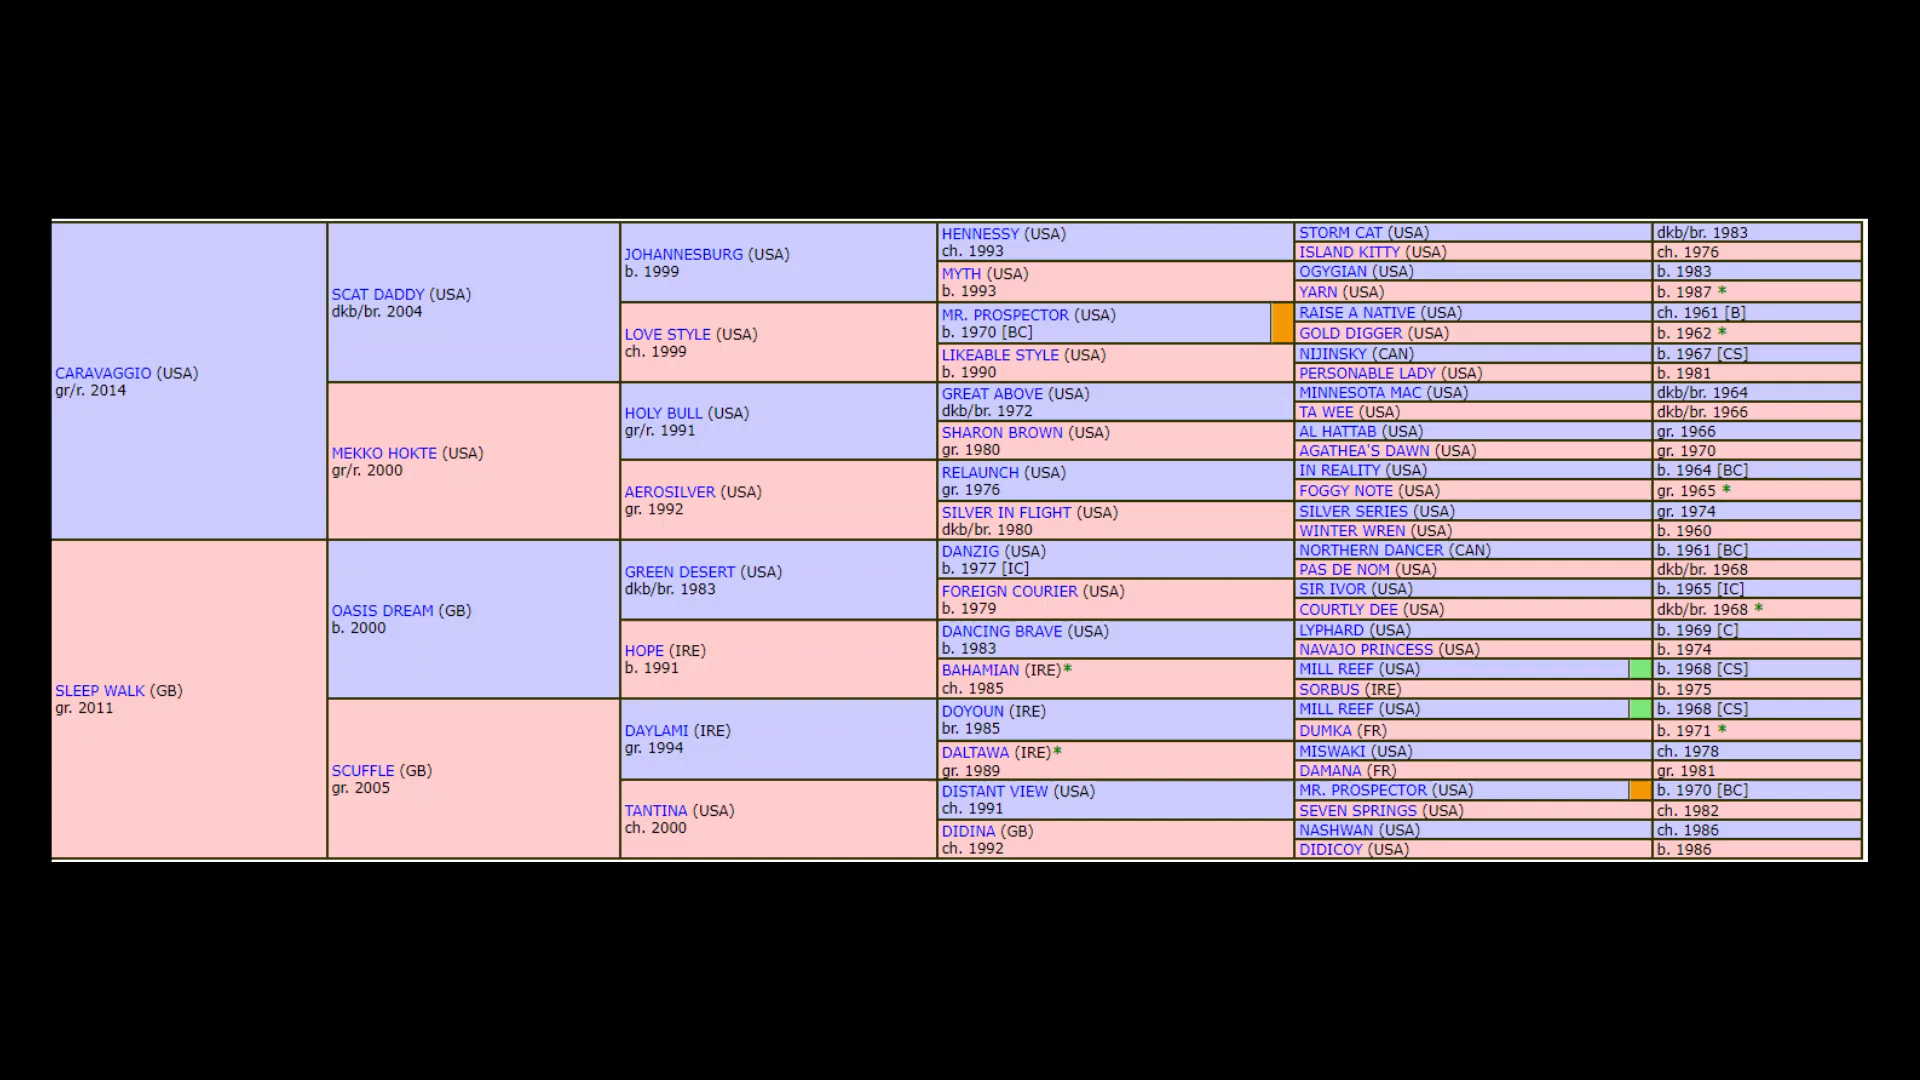 CARAVAGGIO (USA)
gr/r. 2014
SLEEP WALK (GB)
gr. 2011
SCAT DADDY (USA)
dkb/br. 2004
MEKKO HOKTE (USA)
gr/r. 2000
OASIS DREAM (GB)
b. 2000
SCUFFLE (GB)
gr. 2005
JOHANNESBURG (USA)
b. 1999
LOVE STYLE (USA)
ch. 1999
HOLY BULL (USA)
gr/r. 1991
AEROSILVER (USA)
gr. 1992
GREEN DESERT (USA)
dkb/br. 1983
HOPE (IRE)
b. 1991
DAYLAMI (IRE)
gr. 1994
TANTINA (USA)
ch. 2000
HENNESSY (USA)
ch. 1993
MYTH (USA)
b. 1993
MR. PROSPECTOR (USA)
b. 1970 [BC]
LIKEABLE STYLE (USA)
b. 1990
GREAT ABOVE (USA)
dkb/br. 1972
SHARON BROWN (USA)
gr. 1980
RELAUNCH (USA)
gr. 1976
SILVER IN FLIGHT (USA)
dkb/br. 1980
DANZIG (USA)
b. 1977 [IC]
FOREIGN COURIER (USA)
b. 1979
DANCING BRAVE (USA)
b. 1983
BAHAMIAN (IRE)*
ch. 1985
DOYOUN (IRE)
br. 1985
DALTAWA (IRE)*
gr. 1989
DISTANT VIEW (USA)
ch. 1991
DIDINA (GB)
ch. 1992
STORM CAT (USA) dkb/br. 1983
ISLAND KITTY (USA) ch. 1976
OGYGIAN (USA) b. 1983
YARN (USA) b. 1987 *
RAISE A NATIVE (USA) ch. 1961 [B]
GOLD DIGGER (USA) b. 1962 *
NIJINSKY (CAN) b. 1967 [CS]
PERSONABLE LADY (USA) b. 1981
MINNESOTA MAC (USA) dkb/br. 1964
TA WEE (USA) dkb/br. 1966
AL HATTAB (USA) gr. 1966
AGATHEA'S DAWN (USA) gr. 1970
IN REALITY (USA) b. 1964 [BC]
FOGGY NOTE (USA) gr. 1965 *
SILVER SERIES (USA) gr. 1974
WINTER WREN (USA) b. 1960
NORTHERN DANCER (CAN) b. 1961 [BC]
PAS DE NOM (USA) dkb/br. 1968
SIR IVOR (USA) b. 1965 [IC]
COURTLY DEE (USA) dkb/br. 1968 *
LYPHARD (USA) b. 1969 [C]
NAVAJO PRINCESS (USA) b. 1974
MILL REEF (USA) b. 1968 [CS]
SORBUS (IRE) b. 1975
MILL REEF (USA) b. 1968 [CS]
DUMKA (FR) b. 1971 *
MISWAKI (USA) ch. 1978
DAMANA (FR) gr. 1981
MR. PROSPECTOR (USA) b. 1970 [BC]
SEVEN SPRINGS (USA) ch. 1982
NASHWAN (USA) ch. 1986
DIDICOY (USA) b. 1986